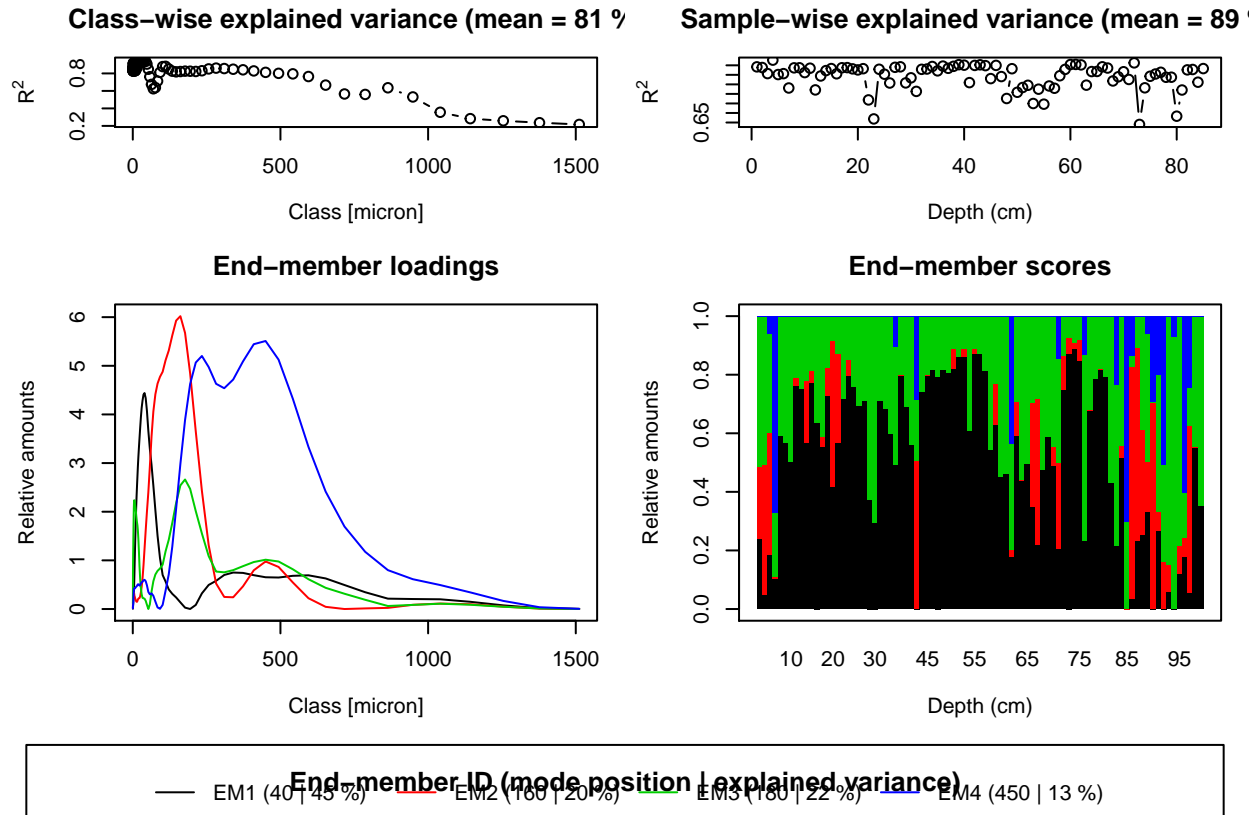 Class−wise explained variance (mean = 81 %
R²
0.2 0.8
0 500 1000 1500
Class [micron]
Sample−wise explained variance (mean = 89 %
R²
0.65
0 20 40 60 80
Depth (cm)
End−member loadings
Relative amounts
0 1 2 3 4 5 6
0 500 1000 1500
Class [micron]
End−member scores
Relative amounts
0.0 0.2 0.4 0.6 0.8 1.0
10 20 30 45 55 65 75 85 95
Depth (cm)
End−member ID (mode position | explained variance)
EM1 (40 | 45 %) EM2 (160 | 20 %) EM3 (180 | 22 %) EM4 (450 | 13 %)